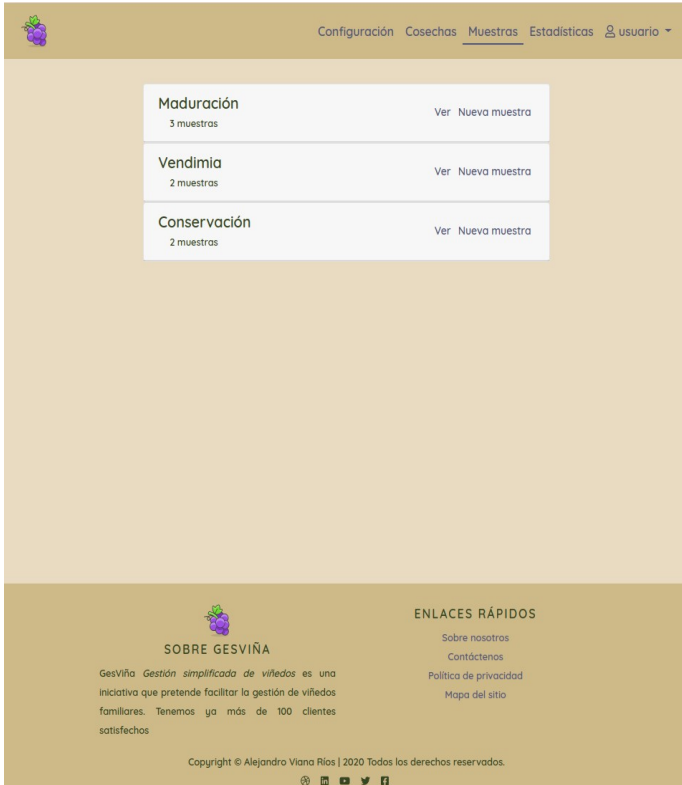 Configuración Cosechas Muestras Estadísticas usuario
Maduración
3 muestras
Ver Nueva muestra
Vendimia
2 muestras
Ver Nueva muestra
Conservación
2 muestras
Ver Nueva muestra
SOBRE GESVIÑA
GesViña Gestión simplificada de viñedos es una
iniciativa que pretende facilitar la gestión de viñedos
familiares. Tenemos ya más de 100 clientes
satisfechos
ENLACES RÁPIDOS
Sobre nosotros
Contáctenos
Política de privacidad
Mapa del sitio
Copyright © Alejandro Viana Ríos | 2020 Todos los derechos reservados.